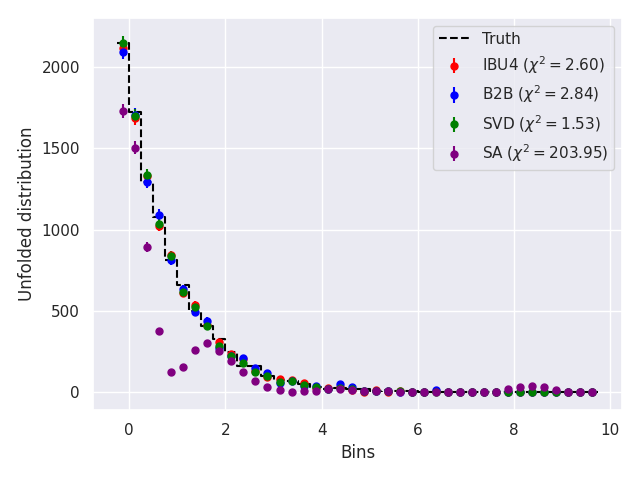 Truth
IBU4 (χ² = 2.60)
B2B (χ² = 2.84)
SVD (χ² = 1.53)
SA (χ² = 203.95)
Unfolded distribution
2000
1500
1000
500
0
0 2 4 6 8 10
Bins